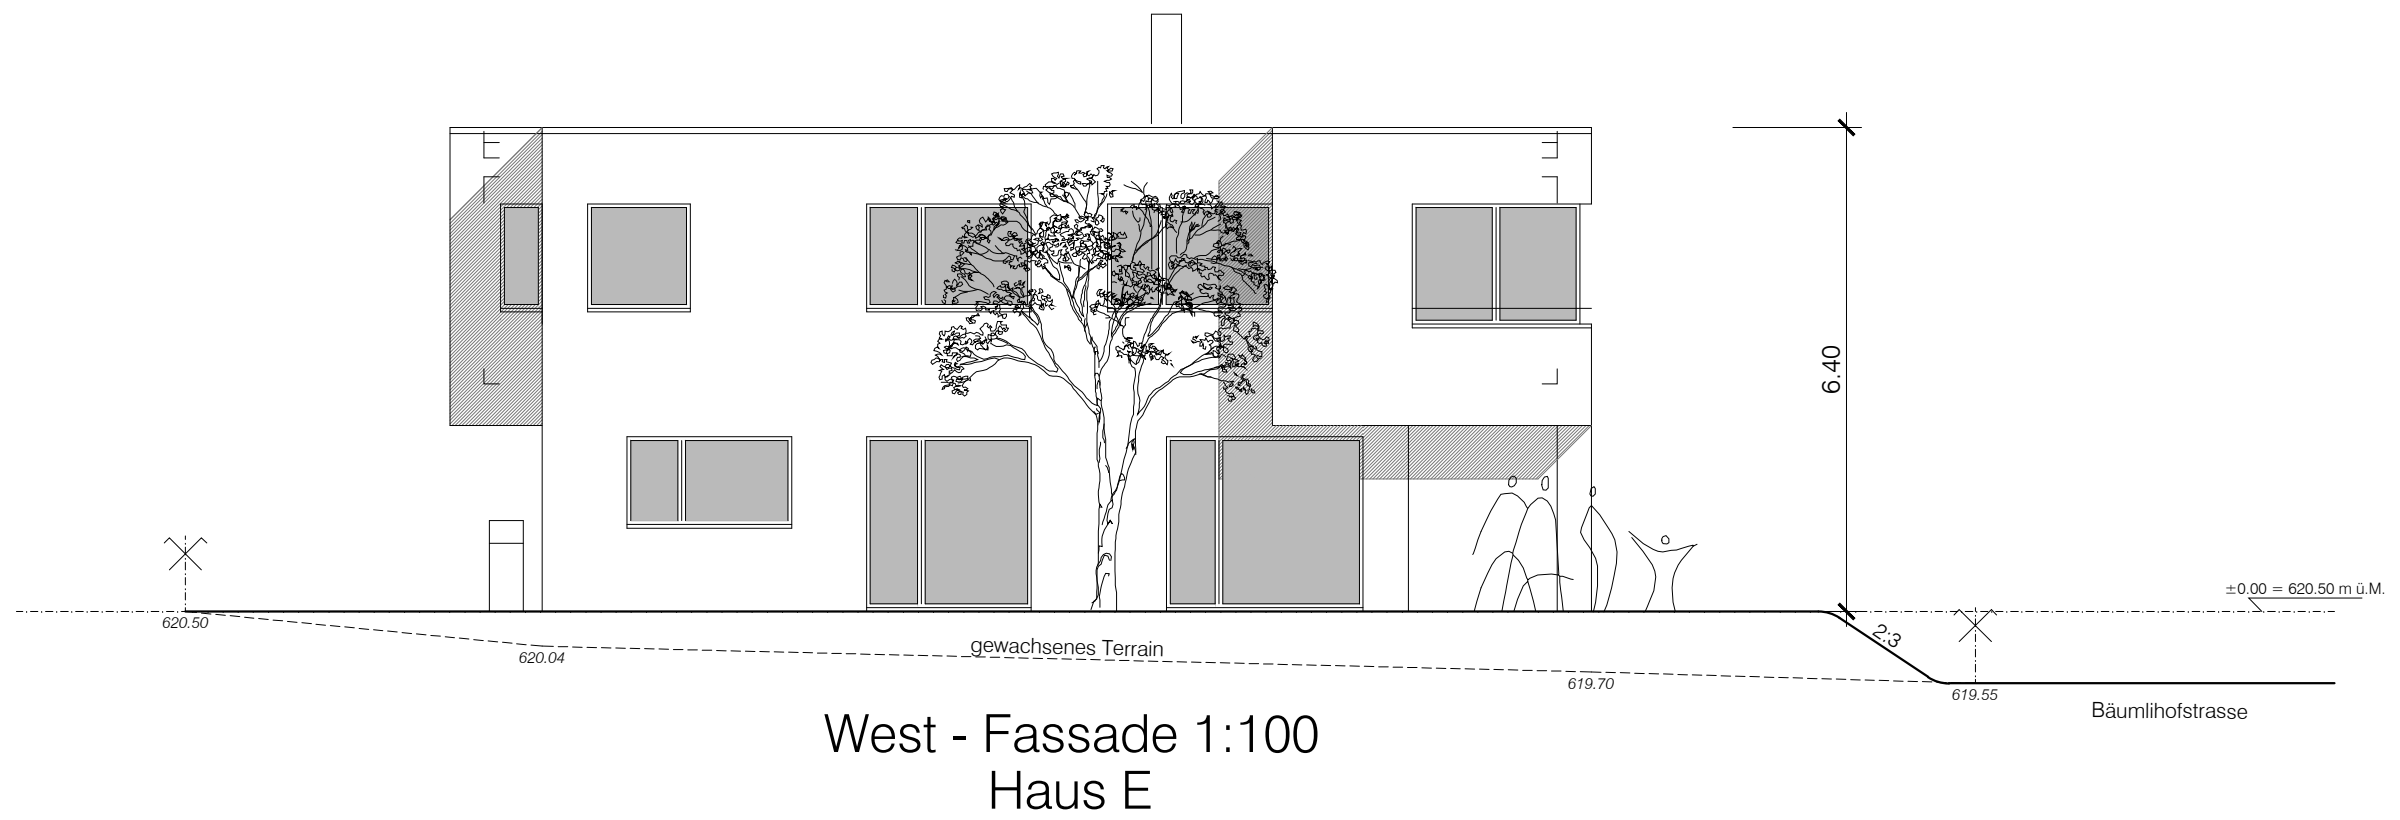 6.40
±0.00 = 620.50 m ü.M.
620.50
2:3
gewachsenes Terrain
620.04
619.70
619.55
Bäumlihofstrasse
West - Fassade 1:100
Haus E